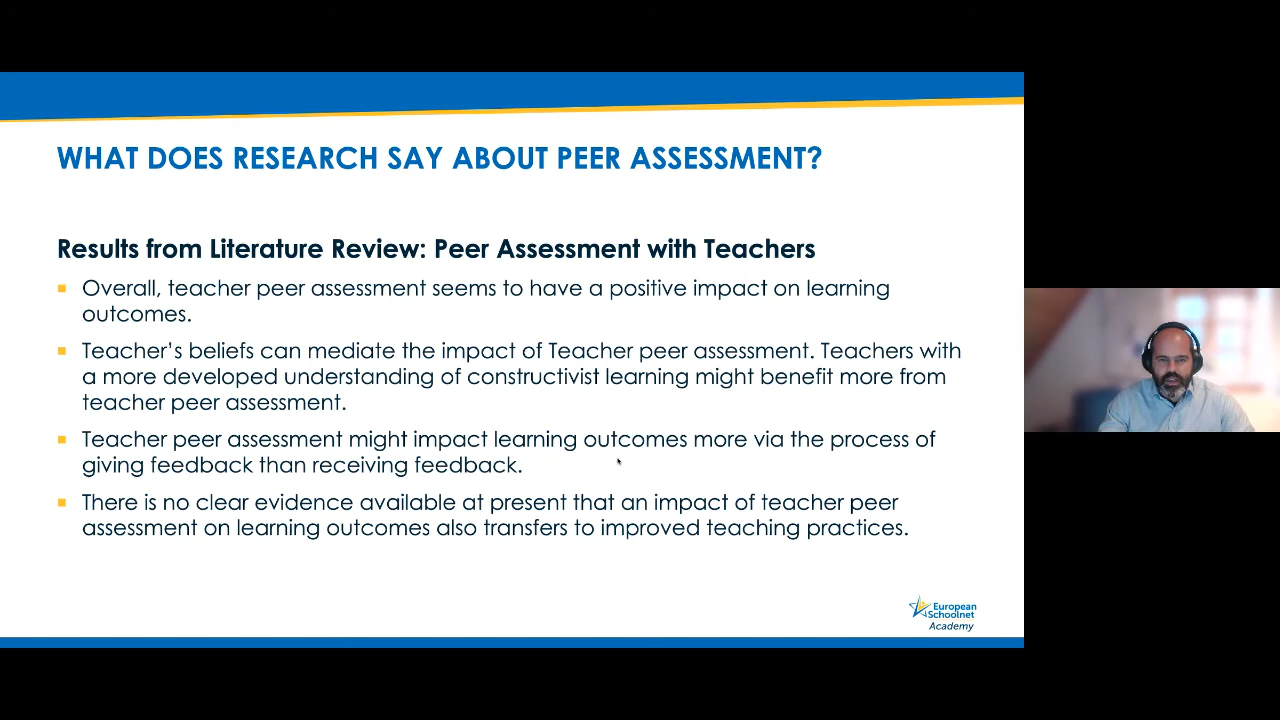 WHAT DOES RESEARCH SAY ABOUT PEER ASSESSMENT?
Results from Literature Review: Peer Assessment with Teachers
Overall, teacher peer assessment seems to have a positive impact on learning
outcomes.
Teacher’s beliefs can mediate the impact of Teacher peer assessment. Teachers with
a more developed understanding of constructivist learning might benefit more from
teacher peer assessment.
Teacher peer assessment might impact learning outcomes more via the process of
giving feedback than receiving feedback.
There is no clear evidence available at present that an impact of teacher peer
assessment on learning outcomes also transfers to improved teaching practices.
European
Schoolnet
Academy